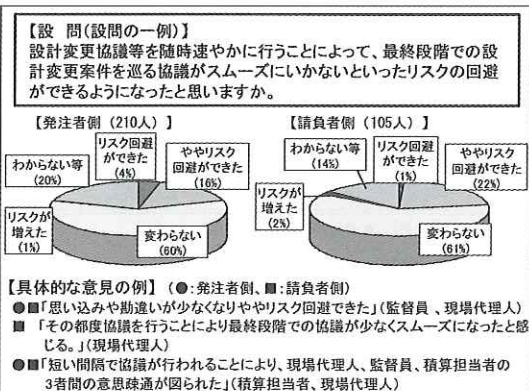 【設 問(設問の一例)】
設計変更協議等を随時速やかに行うことによって、最終段階での設
計変更案件を巡る協議がスムーズにいかないといったリスクの回避
ができるようになったと思いますか。
【発注者側(210人) 】
わからない等
(20%)
リスク回避
ができた
(4%)
ややリスク
回避ができた
(16%)
リスクが
増えた
(1%)
変わらない
(60%)
【請負者側(105人) 】
わからない等
(14%)
リスク回避
ができた
(1%)
ややリスク
回避ができた
(22%)
リスクが
増えた
(2%)
変わらない
(61%)
【具体的な意見の例】 (●:発注者側、■:請負者側)
●■「思い込みや勘違いが少なくなりややリスク回避できた」(監督員 、現場代理人)
■ 「その都度協議を行うことにより最終段階での協議が少なくスムーズになったと感
じる。」(現場代理人)
●■「短い間隔で協議が行われることにより、現場代理人、監督員、積算担当者の
3者間の意思疎通が図られた」(積算担当者、現場代理人)